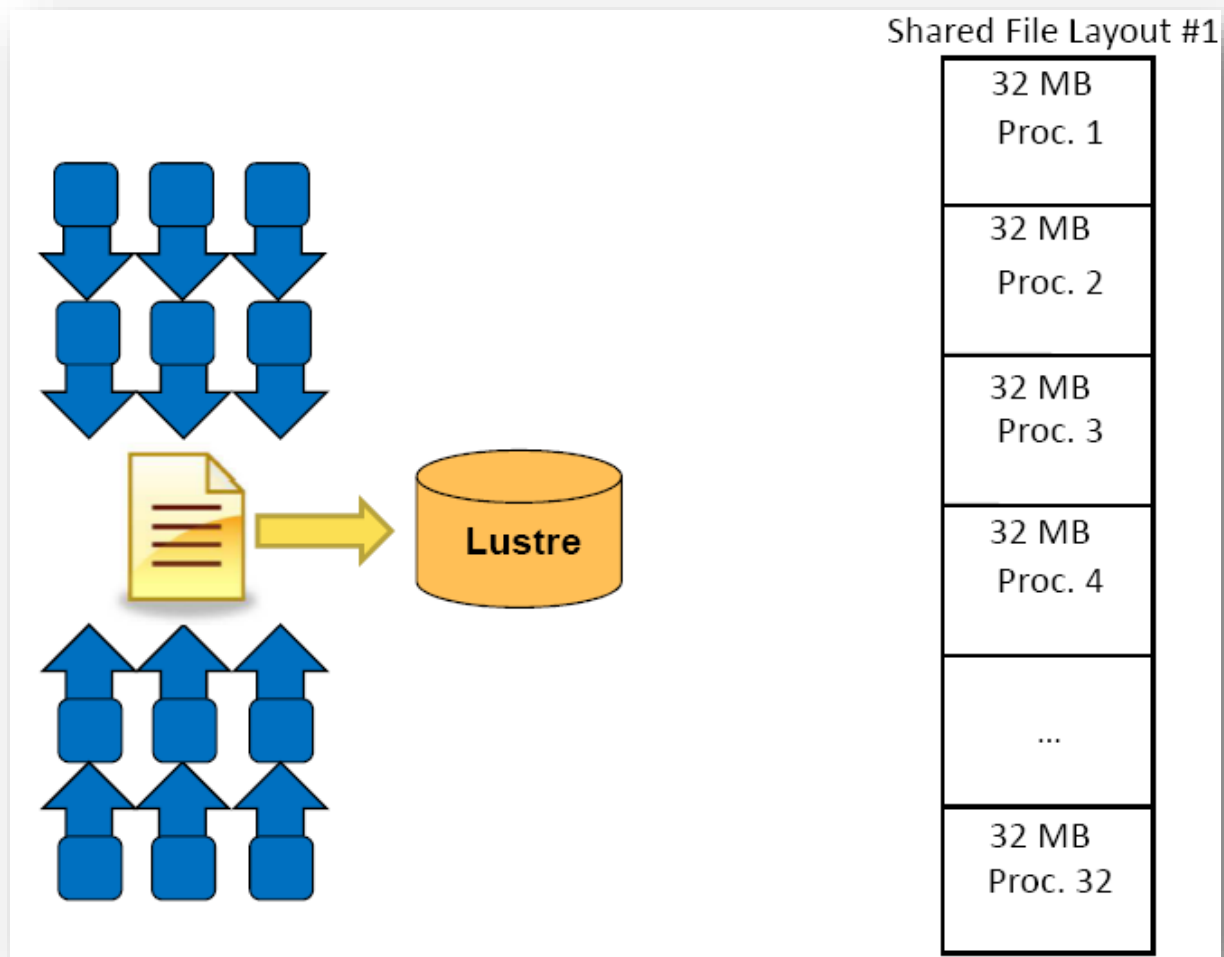 Shared File Layout #1
32 MB
Proc. 1
32 MB
Proc. 2
32 MB
Proc. 3
32 MB
Proc. 4
...
32 MB
Proc. 32
Lustre